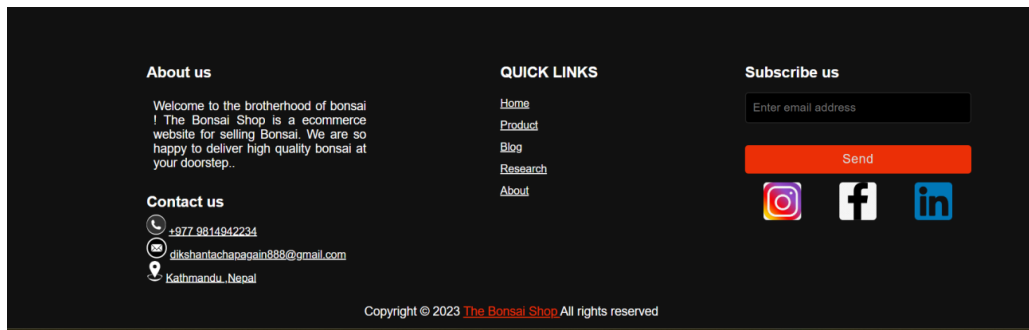 About us
Welcome to the brotherhood of bonsai
! The Bonsai Shop is a ecommerce
website for selling Bonsai. We are so
happy to deliver high quality bonsai at
your doorstep..
Contact us
+977 9814942234
dikshantachapagain888@gmail.com
Kathmandu ,Nepal
QUICK LINKS
Home
Product
Blog
Research
About
Subscribe us
Enter email address
Send
in
Copyright © 2023 The Bonsai Shop All rights reserved